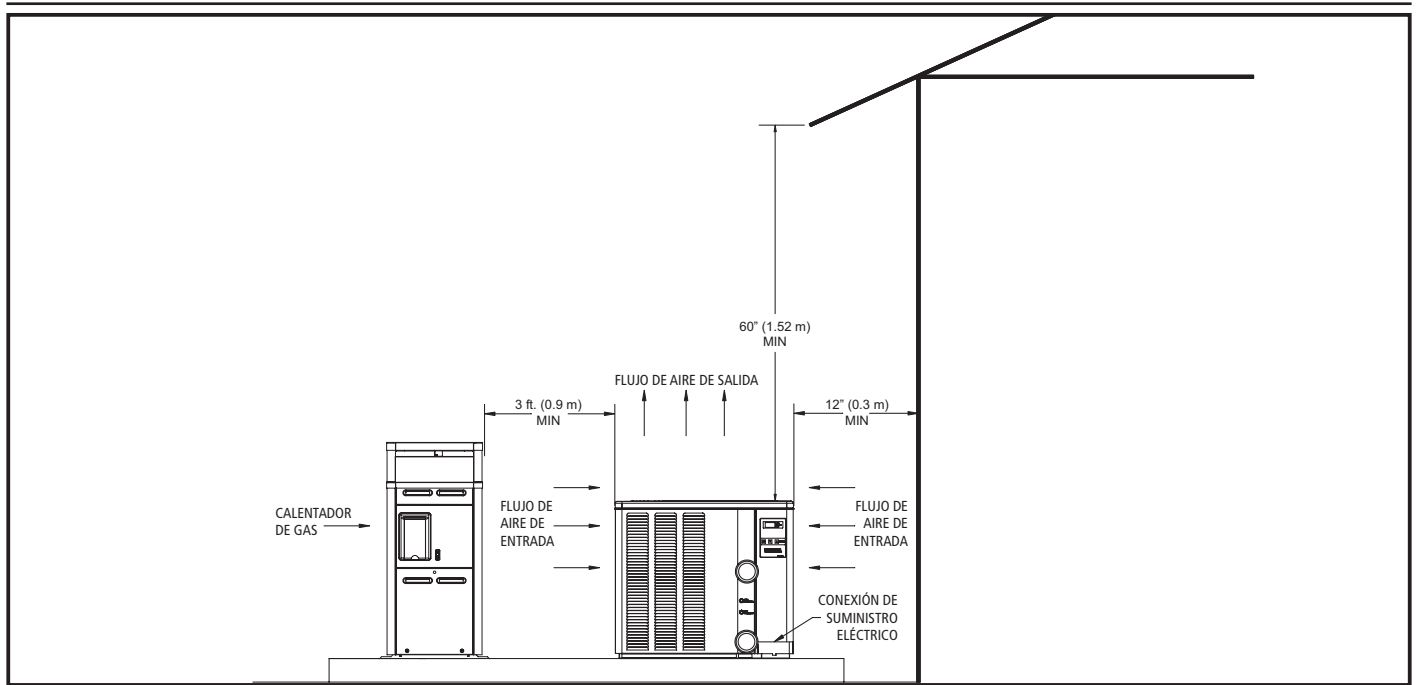 60” (1.52 m)
MIN
FLUJO DE AIRE DE SALIDA
3 ft. (0.9 m)
MIN
12” (0.3 m)
MIN
CALENTADOR
DE GAS
FLUJO DE
AIRE DE
ENTRADA
FLUJO DE
AIRE DE
ENTRADA
CONEXIÓN DE
SUMINISTRO
ELÉCTRICO